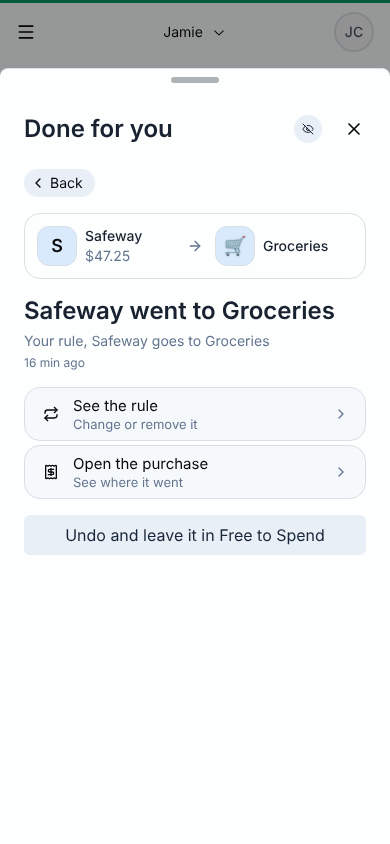 Jamie
JC
Done for you
Back
S
Safeway
$47.25
Groceries
Safeway went to Groceries
Your rule, Safeway goes to Groceries
16 min ago
See the rule
Change or remove it
Open the purchase
See where it went
Undo and leave it in Free to Spend